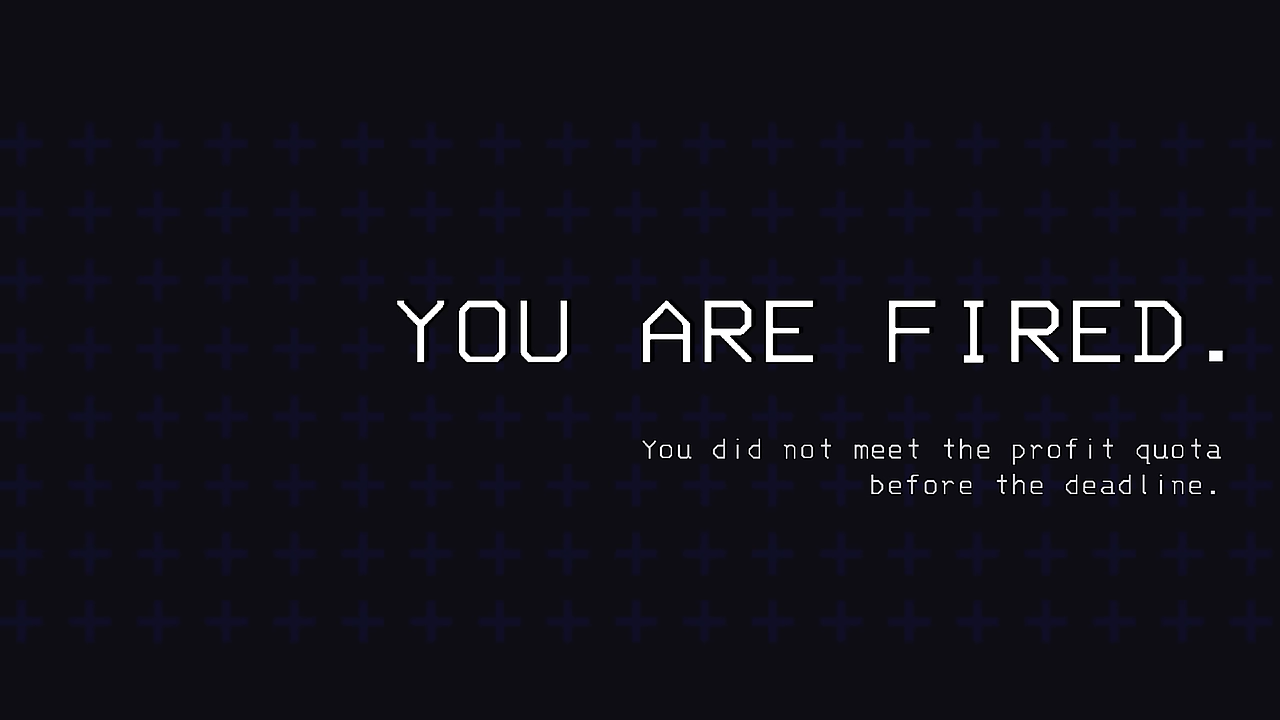 YOU ARE FIRED.
You did not meet the profit quota
before the deadline.